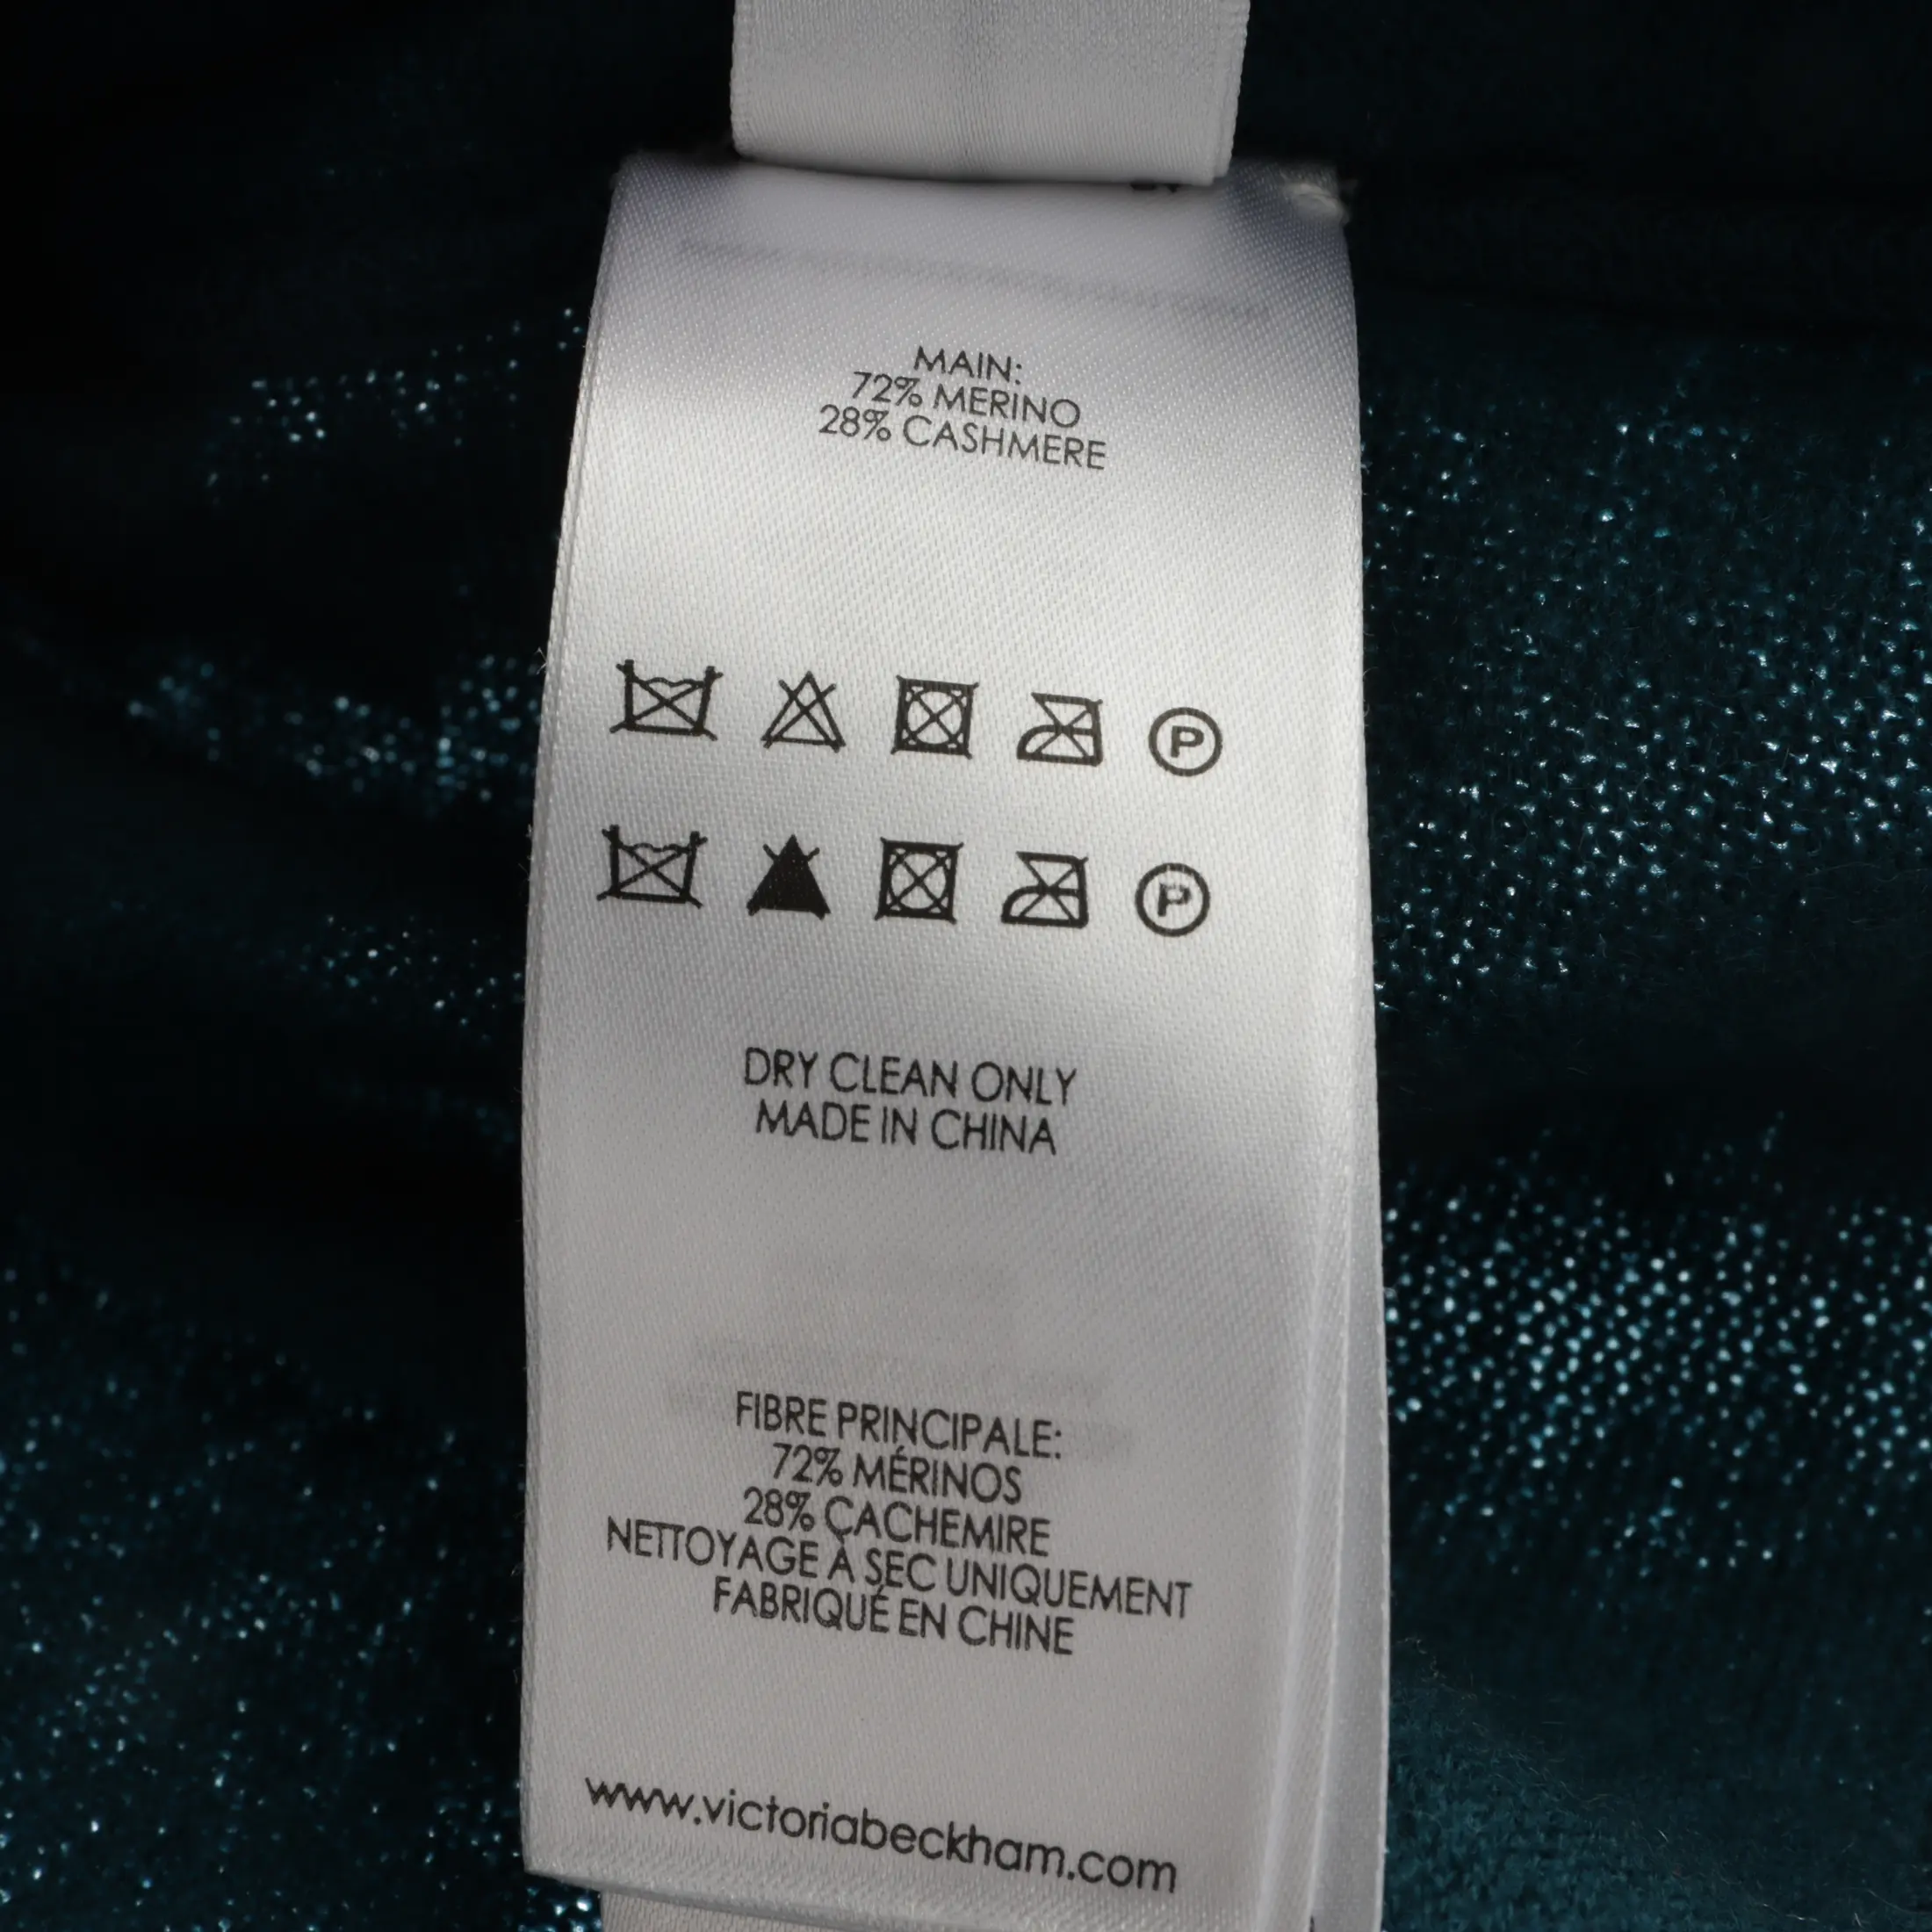 MAIN:
72% MERINO
28% CASHMERE
P
P
DRY CLEAN ONLY
MADE IN CHINA
FIBRE PRINCIPALE:
72% MÉRINOS
28% CACHEMIRE
NETTOYAGE À SEC UNIQUEMENT
FABRIQUÉ EN CHINE
www.victoriabeckham.com